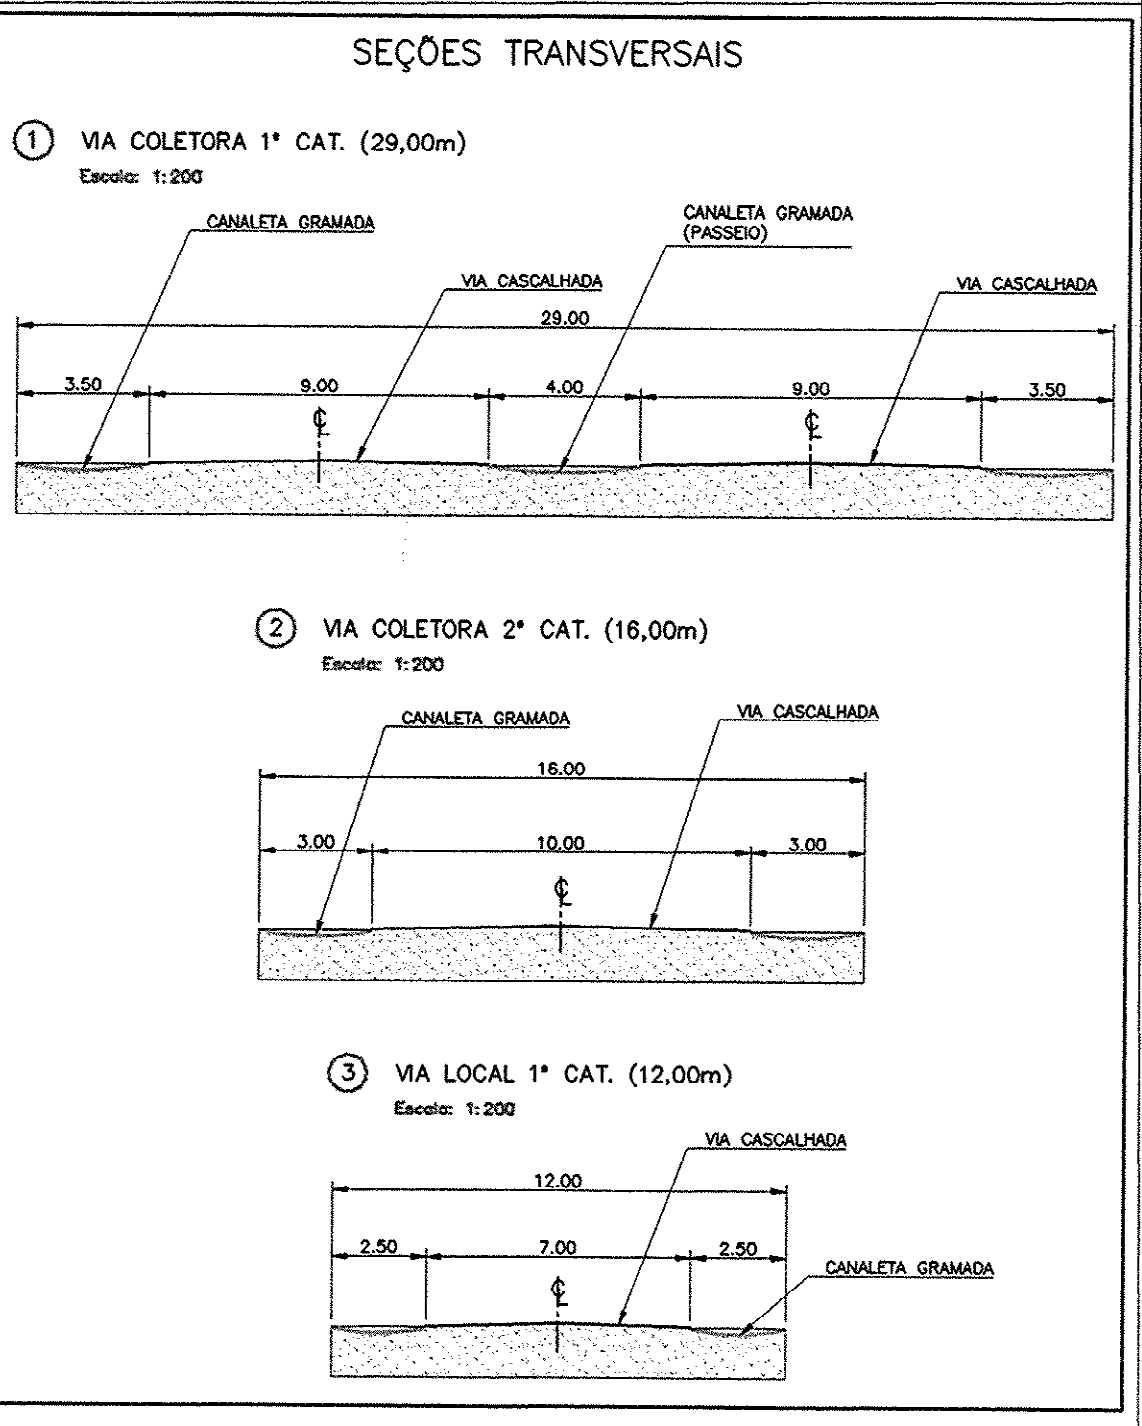 SEÇÕES TRANSVERSAIS
1 VIA COLETORA 1ª CAT. (29,00m)
Escala: 1:200
CANALETA GRAMADA
CANALETA GRAMADA
(PASSEIO)
VIA CASCALHADA
VIA CASCALHADA
29.00
3.50 9.00 4.00 9.00 3.50
℄ ℄
2 VIA COLETORA 2ª CAT. (16,00m)
Escala: 1:200
CANALETA GRAMADA
VIA CASCALHADA
16.00
3.00 10.00 3.00
℄
3 VIA LOCAL 1ª CAT. (12,00m)
Escala: 1:200
VIA CASCALHADA
12.00
2.50 7.00 2.50
CANALETA GRAMADA
℄